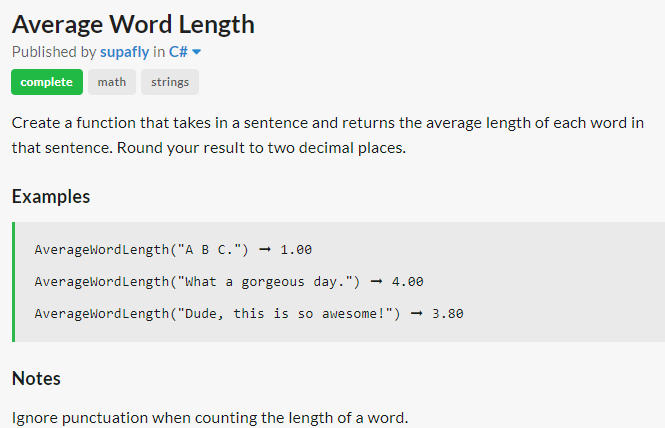 Average Word Length
Published by supafly in C#
complete math strings
Create a function that takes in a sentence and returns the average length of each word in
that sentence. Round your result to two decimal places.
Examples
AverageWordLength("A B C.") ➞ 1.00
AverageWordLength("What a gorgeous day.") ➞ 4.00
AverageWordLength("Dude, this is so awesome!") ➞ 3.80
Notes
Ignore punctuation when counting the length of a word.